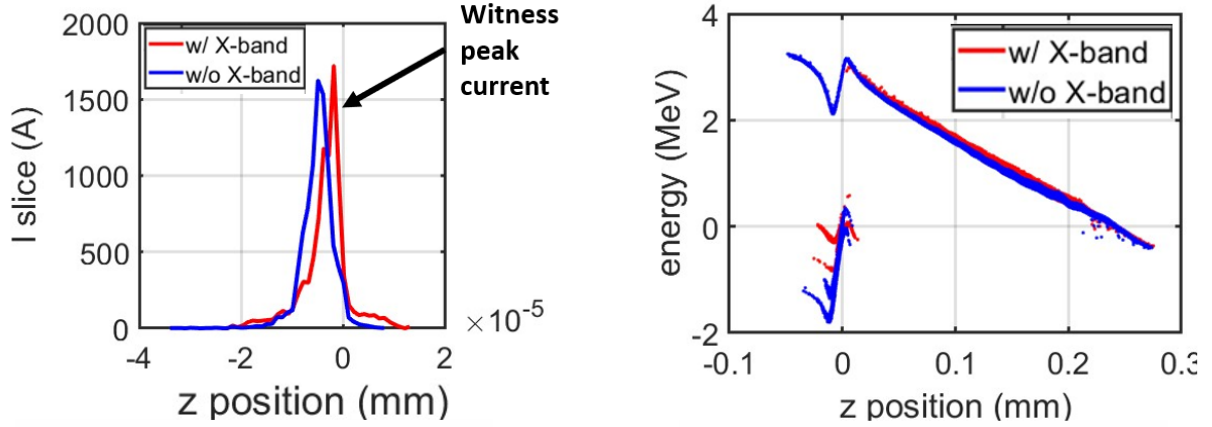 2000
1500
1000
500
0
I slice (A)
w/ X-band
w/o X-band
Witness
peak
current
×10-5
-4
-2
0
2
z position (mm)
4
2
0
-2
energy (MeV)
w/ X-band
w/o X-band
-0.1
0
0.1
0.2
0.3
z position (mm)